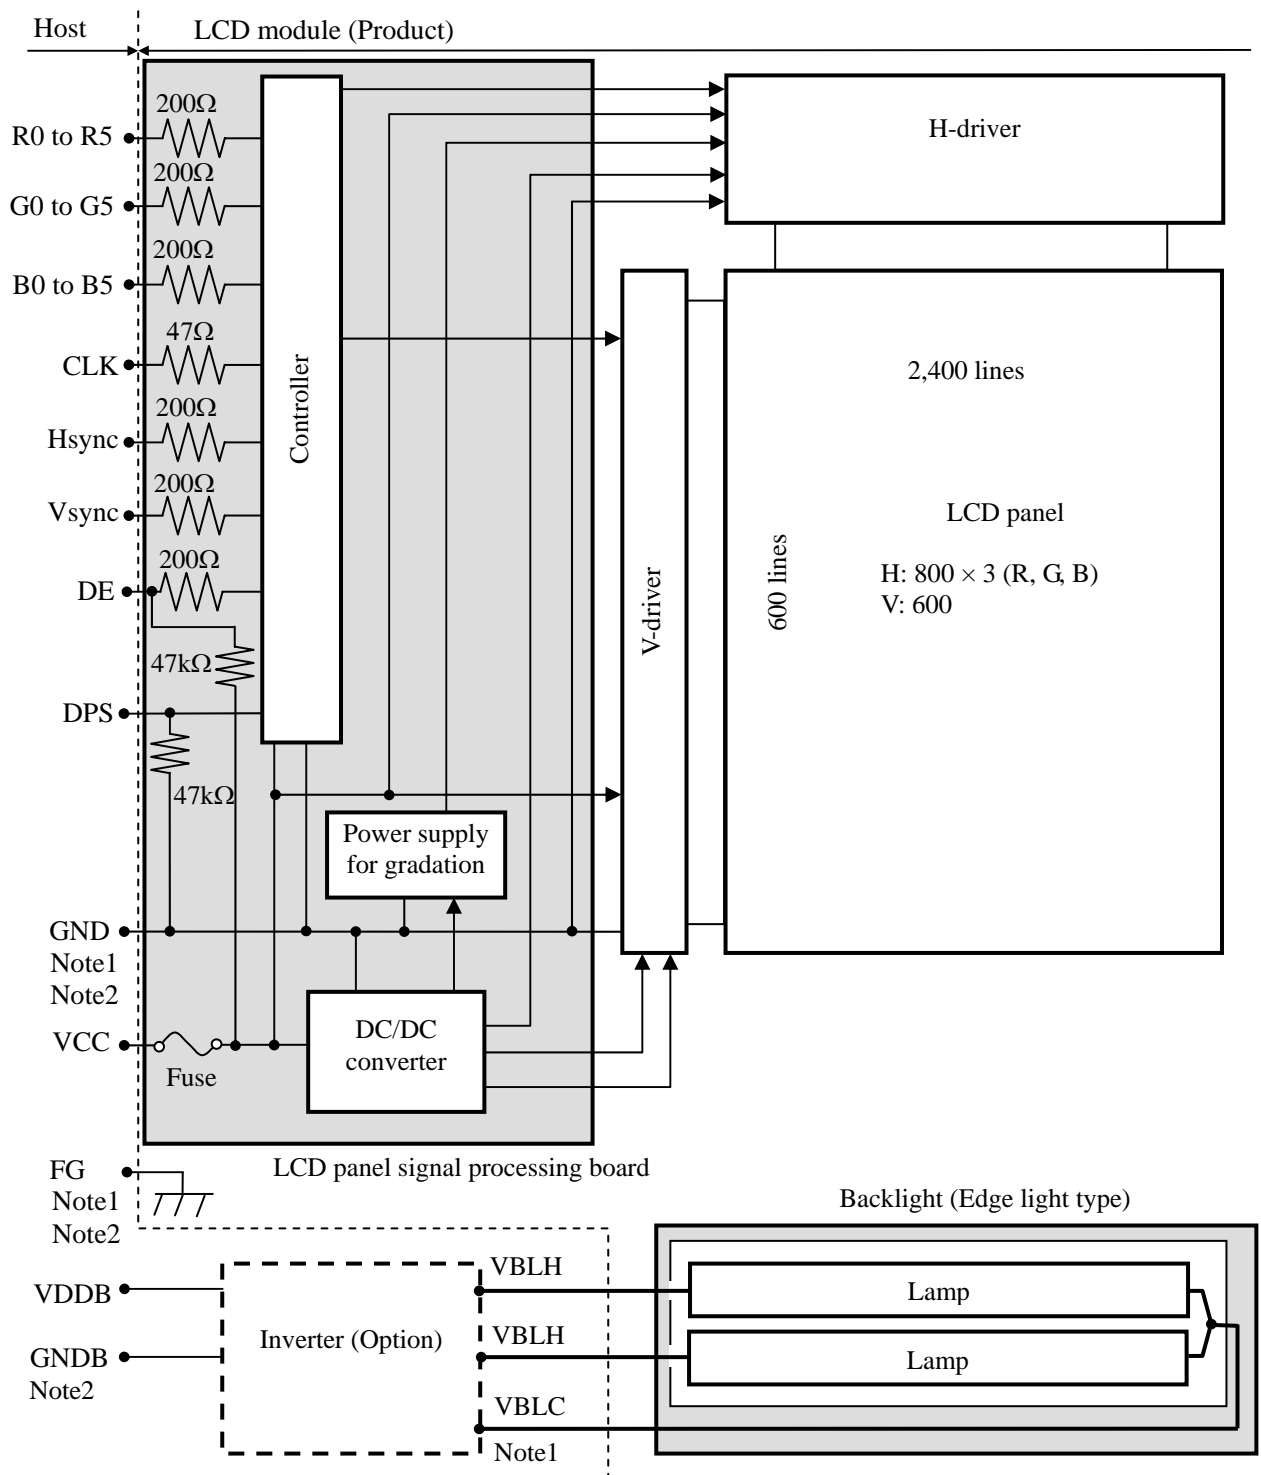 Host
LCD module (Product)
200Ω
R0 to R5
H-driver
200Ω
G0 to G5
200Ω
B0 to B5
47Ω
CLK
2,400 lines
Controller
200Ω
Hsync
200Ω
Vsync
LCD panel
200Ω
DE
600 lines
H: 800 × 3 (R, G, B)
V: 600
V-driver
47kΩ
DPS
47kΩ
Power supply
for gradation
GND
Note1
Note2
VCC
Fuse
DC/DC
converter
LCD panel signal processing board
FG
Note1
Note2
Backlight (Edge light type)
VBLH
VDDB
Lamp
Inverter (Option)
VBLH
GNDB
Note2
Lamp
VBLC
Note1